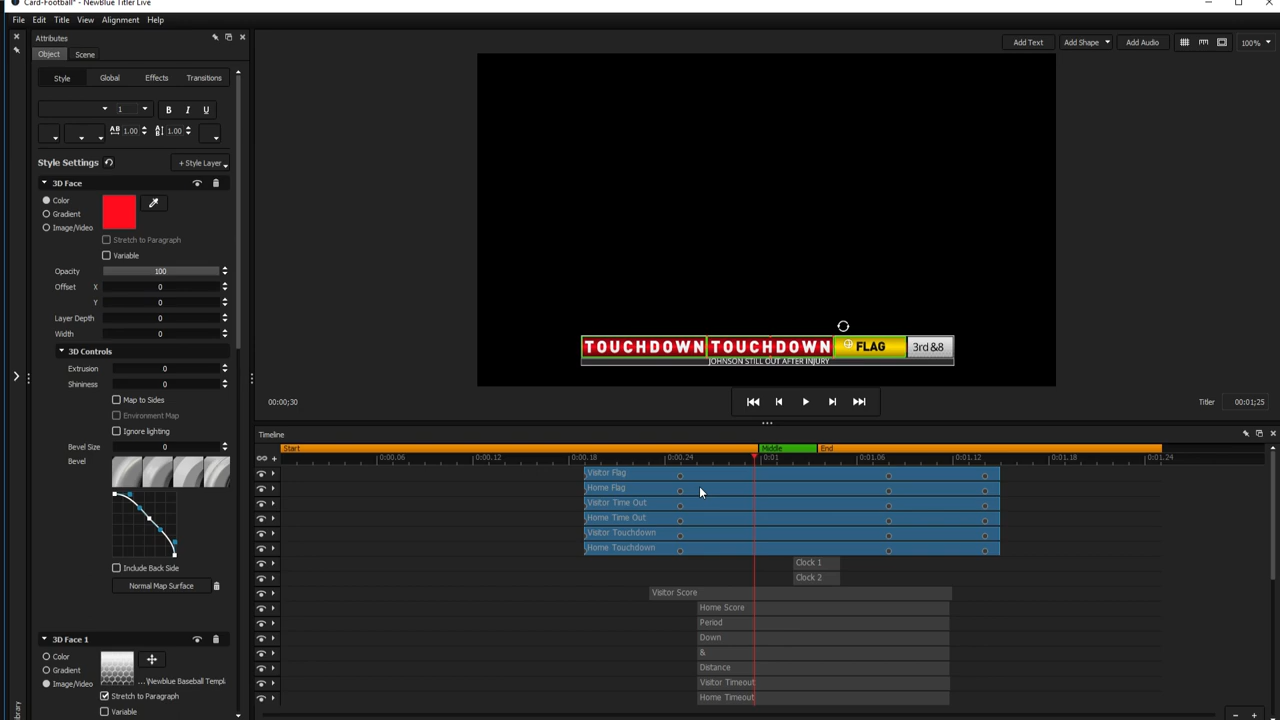 Card-Football* - NewBlue Titler Live
File Edit Title View Alignment Help
Attributes
Object Scene
Style Global Effects Transitions
1 B I U
AB 1.00 1.00
Style Settings + Style Layer
3D Face
Color
Gradient
Image/Video
Stretch to Paragraph
Variable
Opacity 100
Offset X 0
Y 0
Layer Depth 0
Width 0
3D Controls
Extrusion 0
Shininess 0
Map to Sides
Environment Map
Ignore lighting
Bevel Size 0
Bevel
Include Back Side
Normal Map Surface
3D Face 1
Color
Gradient
Image/Video ...\Newblue Baseball Templ
Stretch to Paragraph
Variable
Add Text Add Shape Add Audio 100%
TOUCHDOWN TOUCHDOWN FLAG 3rd &8
JOHNSON STILL OUT AFTER INJURY
00:00;30 Titler 00:01;25
Timeline
Start Middle End
0:00.06 0:00.12 0:00.18 0:00.24 0:01 0:01.06 0:01.12 0:01.18 0:01.24
Visitor Flag
Home Flag
Visitor Time Out
Home Time Out
Visitor Touchdown
Home Touchdown
Clock 1
Clock 2
Visitor Score
Home Score
Period
Down
&
Distance
Visitor Timeout
Home Timeout